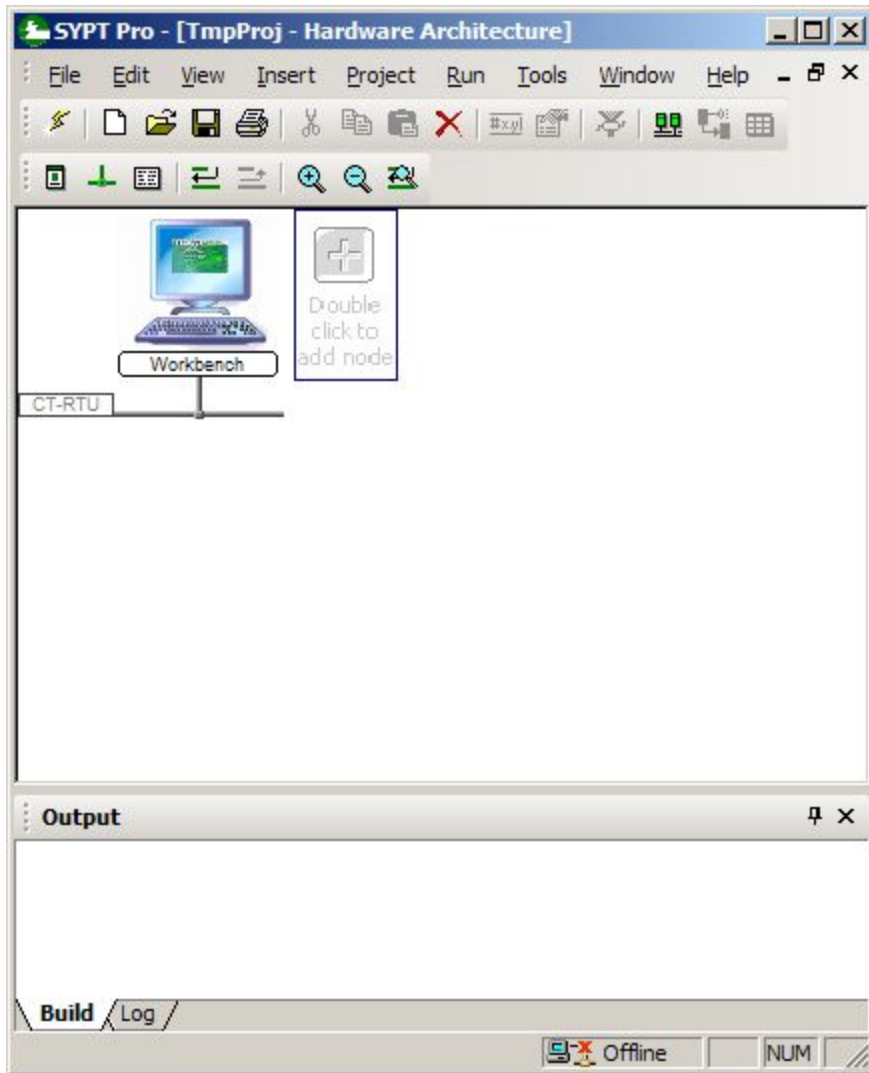 SYPT Pro - [TmpProj - Hardware Architecture]
File Edit View Insert Project Run Tools Window Help
#xyl
Workbench
Double
click to
add node
CT-RTU
Output
Build Log
Offline NUM